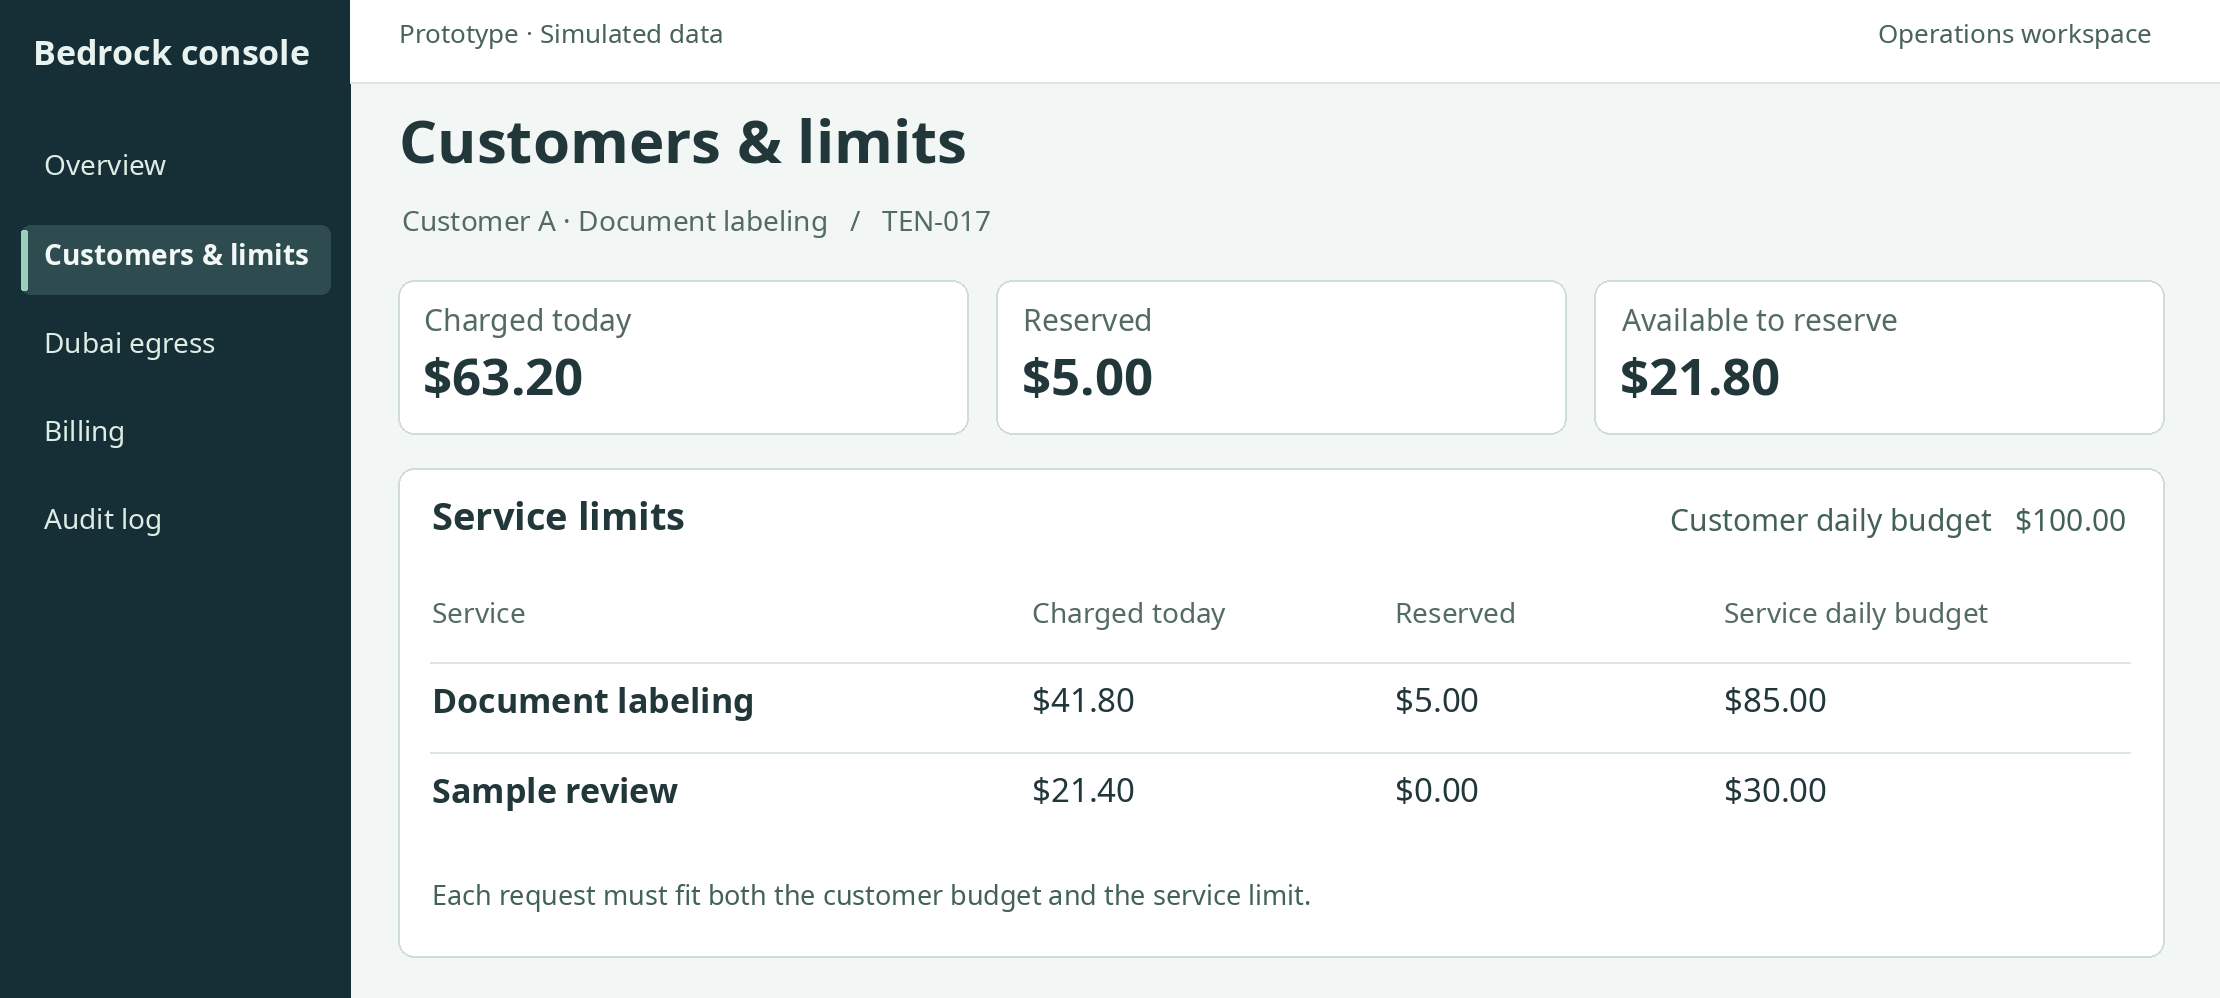 Bedrock console
Prototype · Simulated data
Operations workspace
Overview
Customers & limits
Dubai egress
Billing
Audit log
Customers & limits
Customer A · Document labeling / TEN-017
Charged today
$63.20
Reserved
$5.00
Available to reserve
$21.80
Service limits
Customer daily budget $100.00
Service Charged today Reserved Service daily budget
Document labeling $41.80 $5.00 $85.00
Sample review $21.40 $0.00 $30.00
Each request must fit both the customer budget and the service limit.